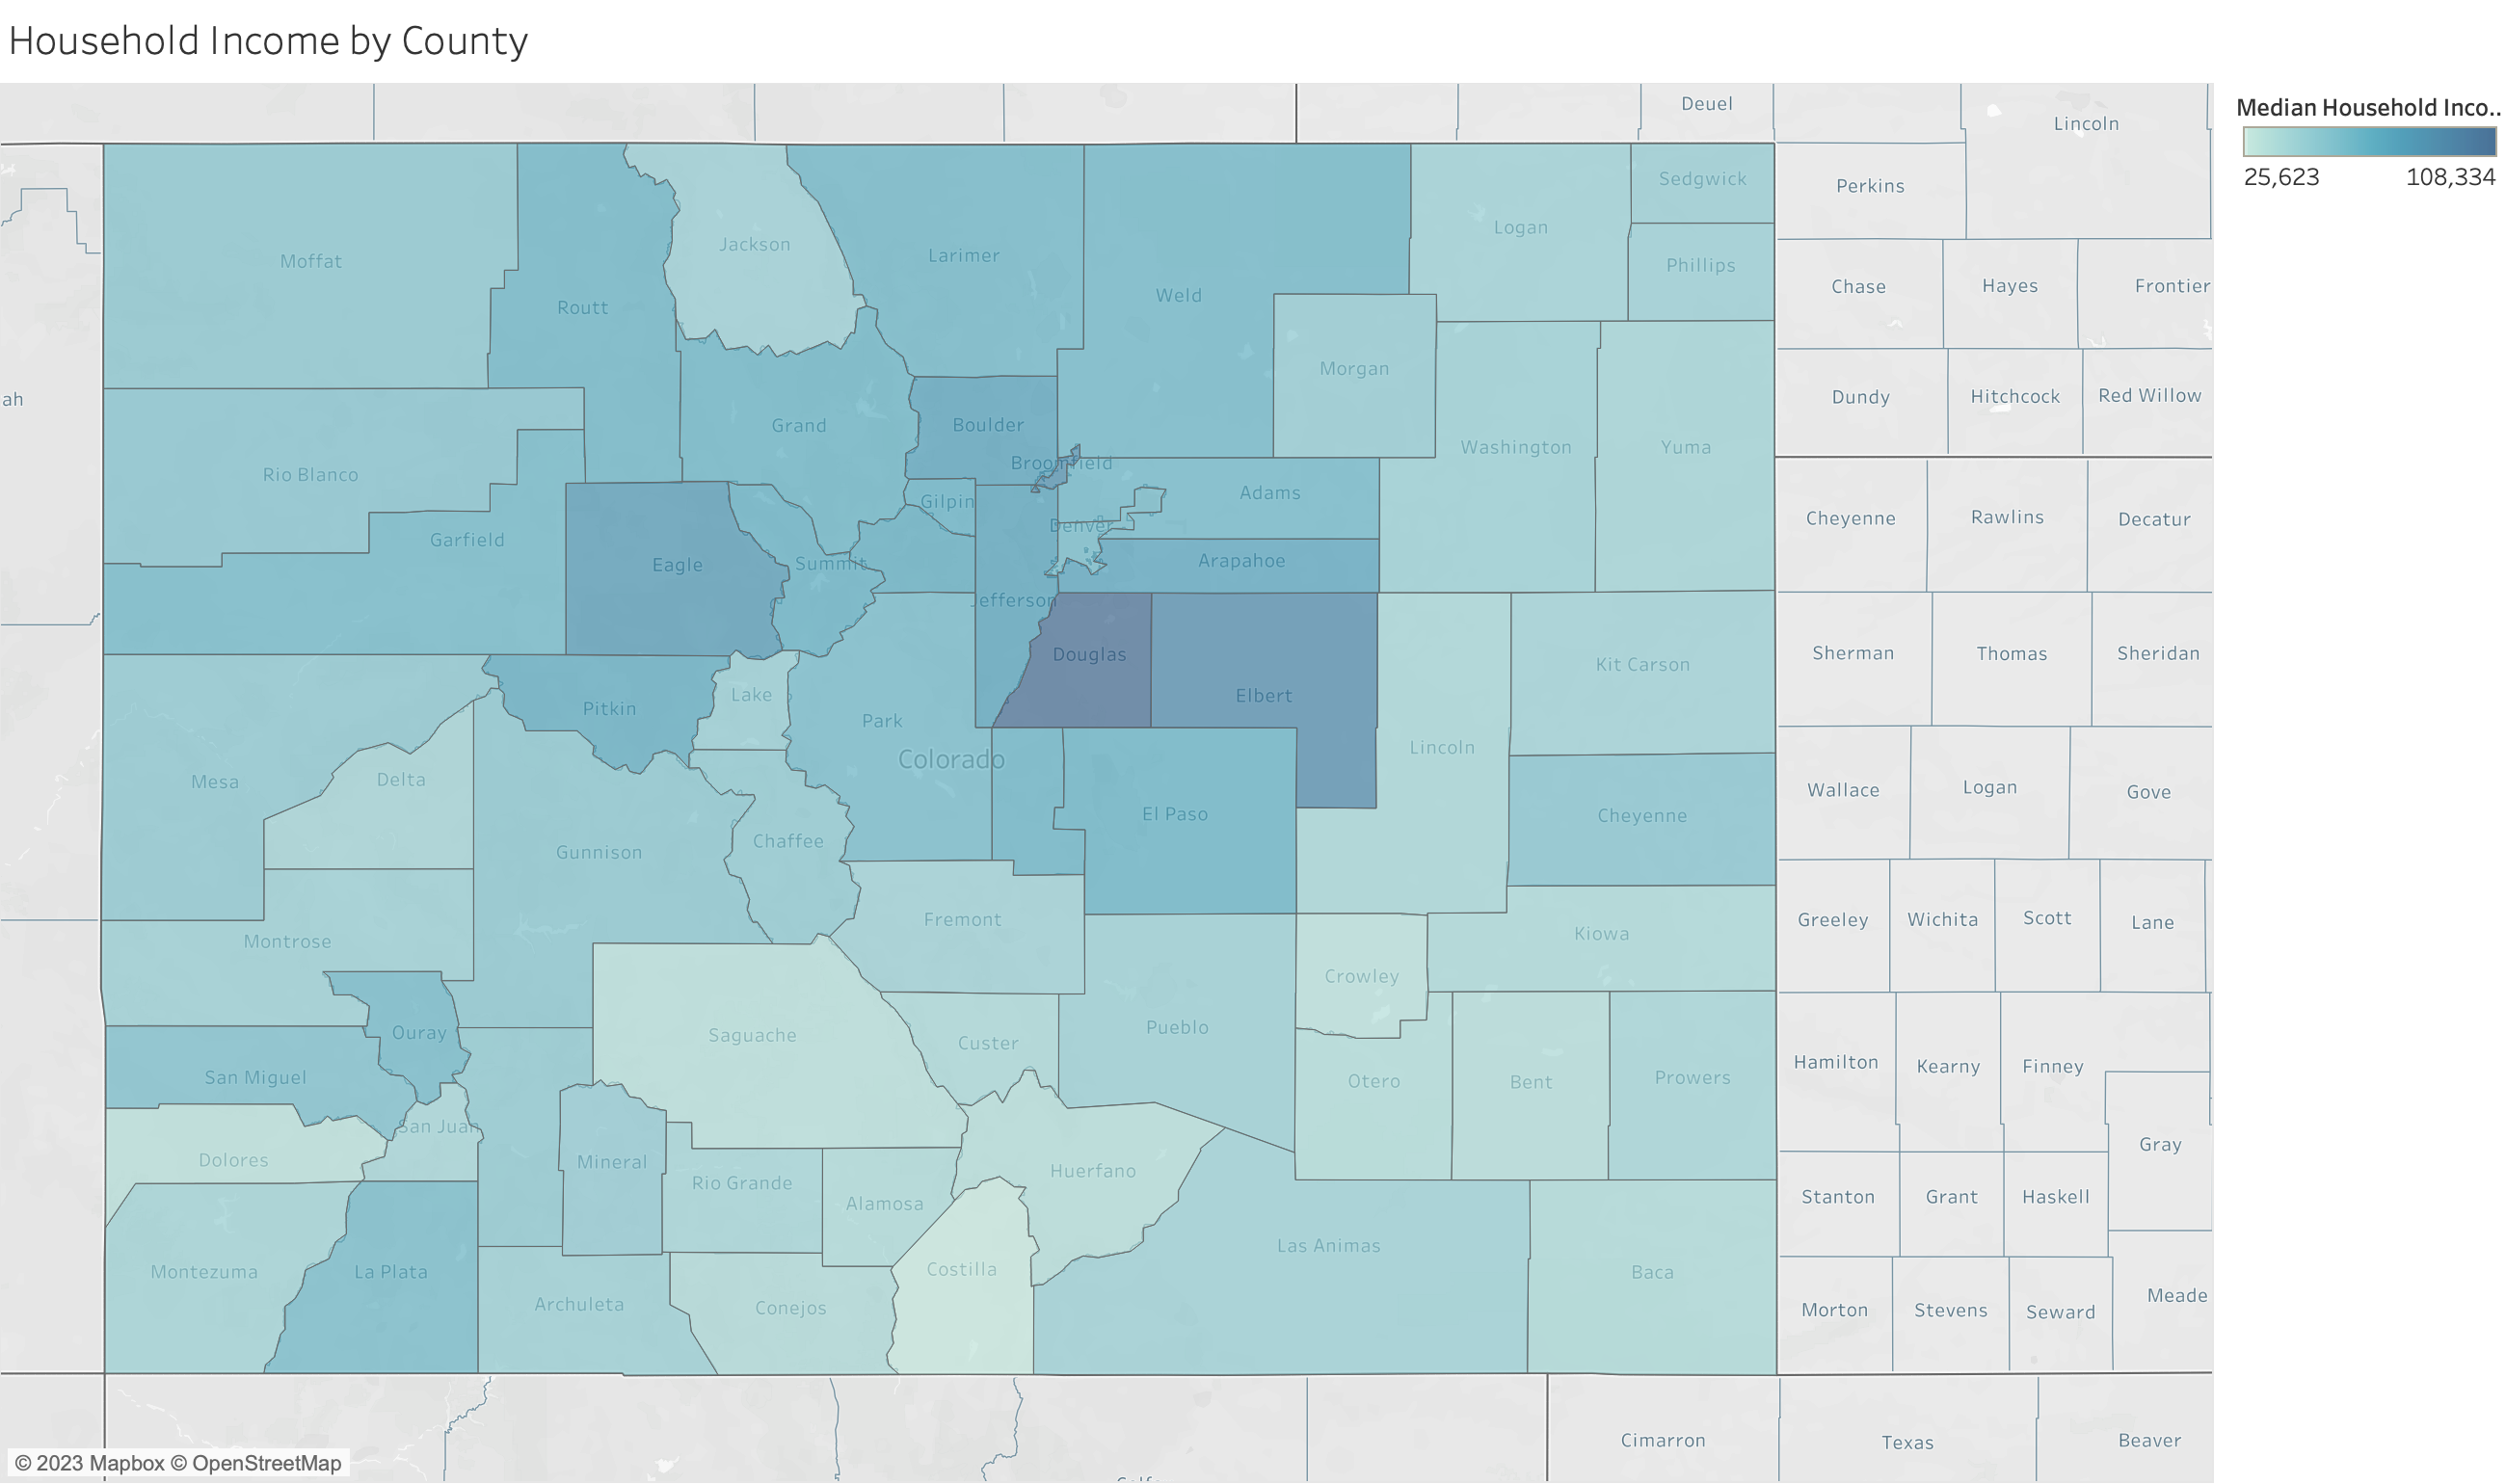 Household Income by County
Median Household Inco..
25,623 108,334
Deuel
Lincoln
Sedgwick
Perkins
Logan
Jackson
Larimer
Moffat
Phillips
Chase
Hayes
Frontier
Weld
Routt
Morgan
ah
Dundy
Hitchcock
Red Willow
Grand
Boulder
Washington
Yuma
Broomfield
Rio Blanco
Adams
Gilpin
Cheyenne
Rawlins
Decatur
Denver
Garfield
Eagle
Summit
Arapahoe
Jefferson
Douglas
Sherman
Thomas
Sheridan
Kit Carson
Lake
Elbert
Pitkin
Park
Lincoln
Colorado
Mesa
Delta
Wallace
Logan
Gove
El Paso
Cheyenne
Chaffee
Gunnison
Fremont
Greeley
Wichita
Scott
Lane
Kiowa
Montrose
Crowley
Ouray
Saguache
Custer
Pueblo
Hamilton
Kearny
Finney
San Miguel
Otero
Bent
Prowers
San Juan
Gray
Dolores
Mineral
Huerfano
Rio Grande
Alamosa
Stanton
Grant
Haskell
Las Animas
Montezuma
La Plata
Costilla
Baca
Meade
Archuleta
Conejos
Morton
Stevens
Seward
Cimarron
Texas
Beaver
© 2023 Mapbox © OpenStreetMap